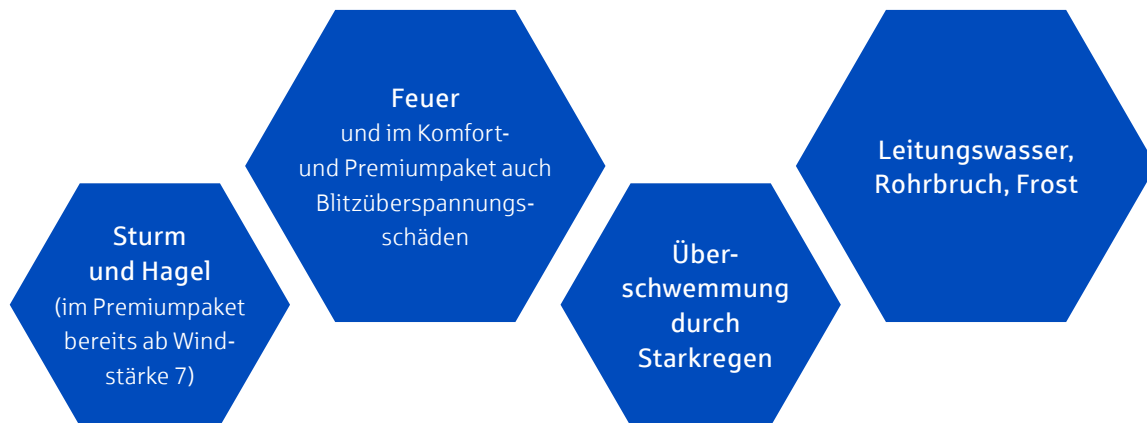 Sturm
und Hagel
(im Premiumpaket
bereits ab Wind-
stärke 7)
Feuer
und im Komfort-
und Premiumpaket auch
Blitzüberspannungs-
schäden
Über-
schwemmung
durch
Starkregen
Leitungswasser,
Rohrbruch, Frost